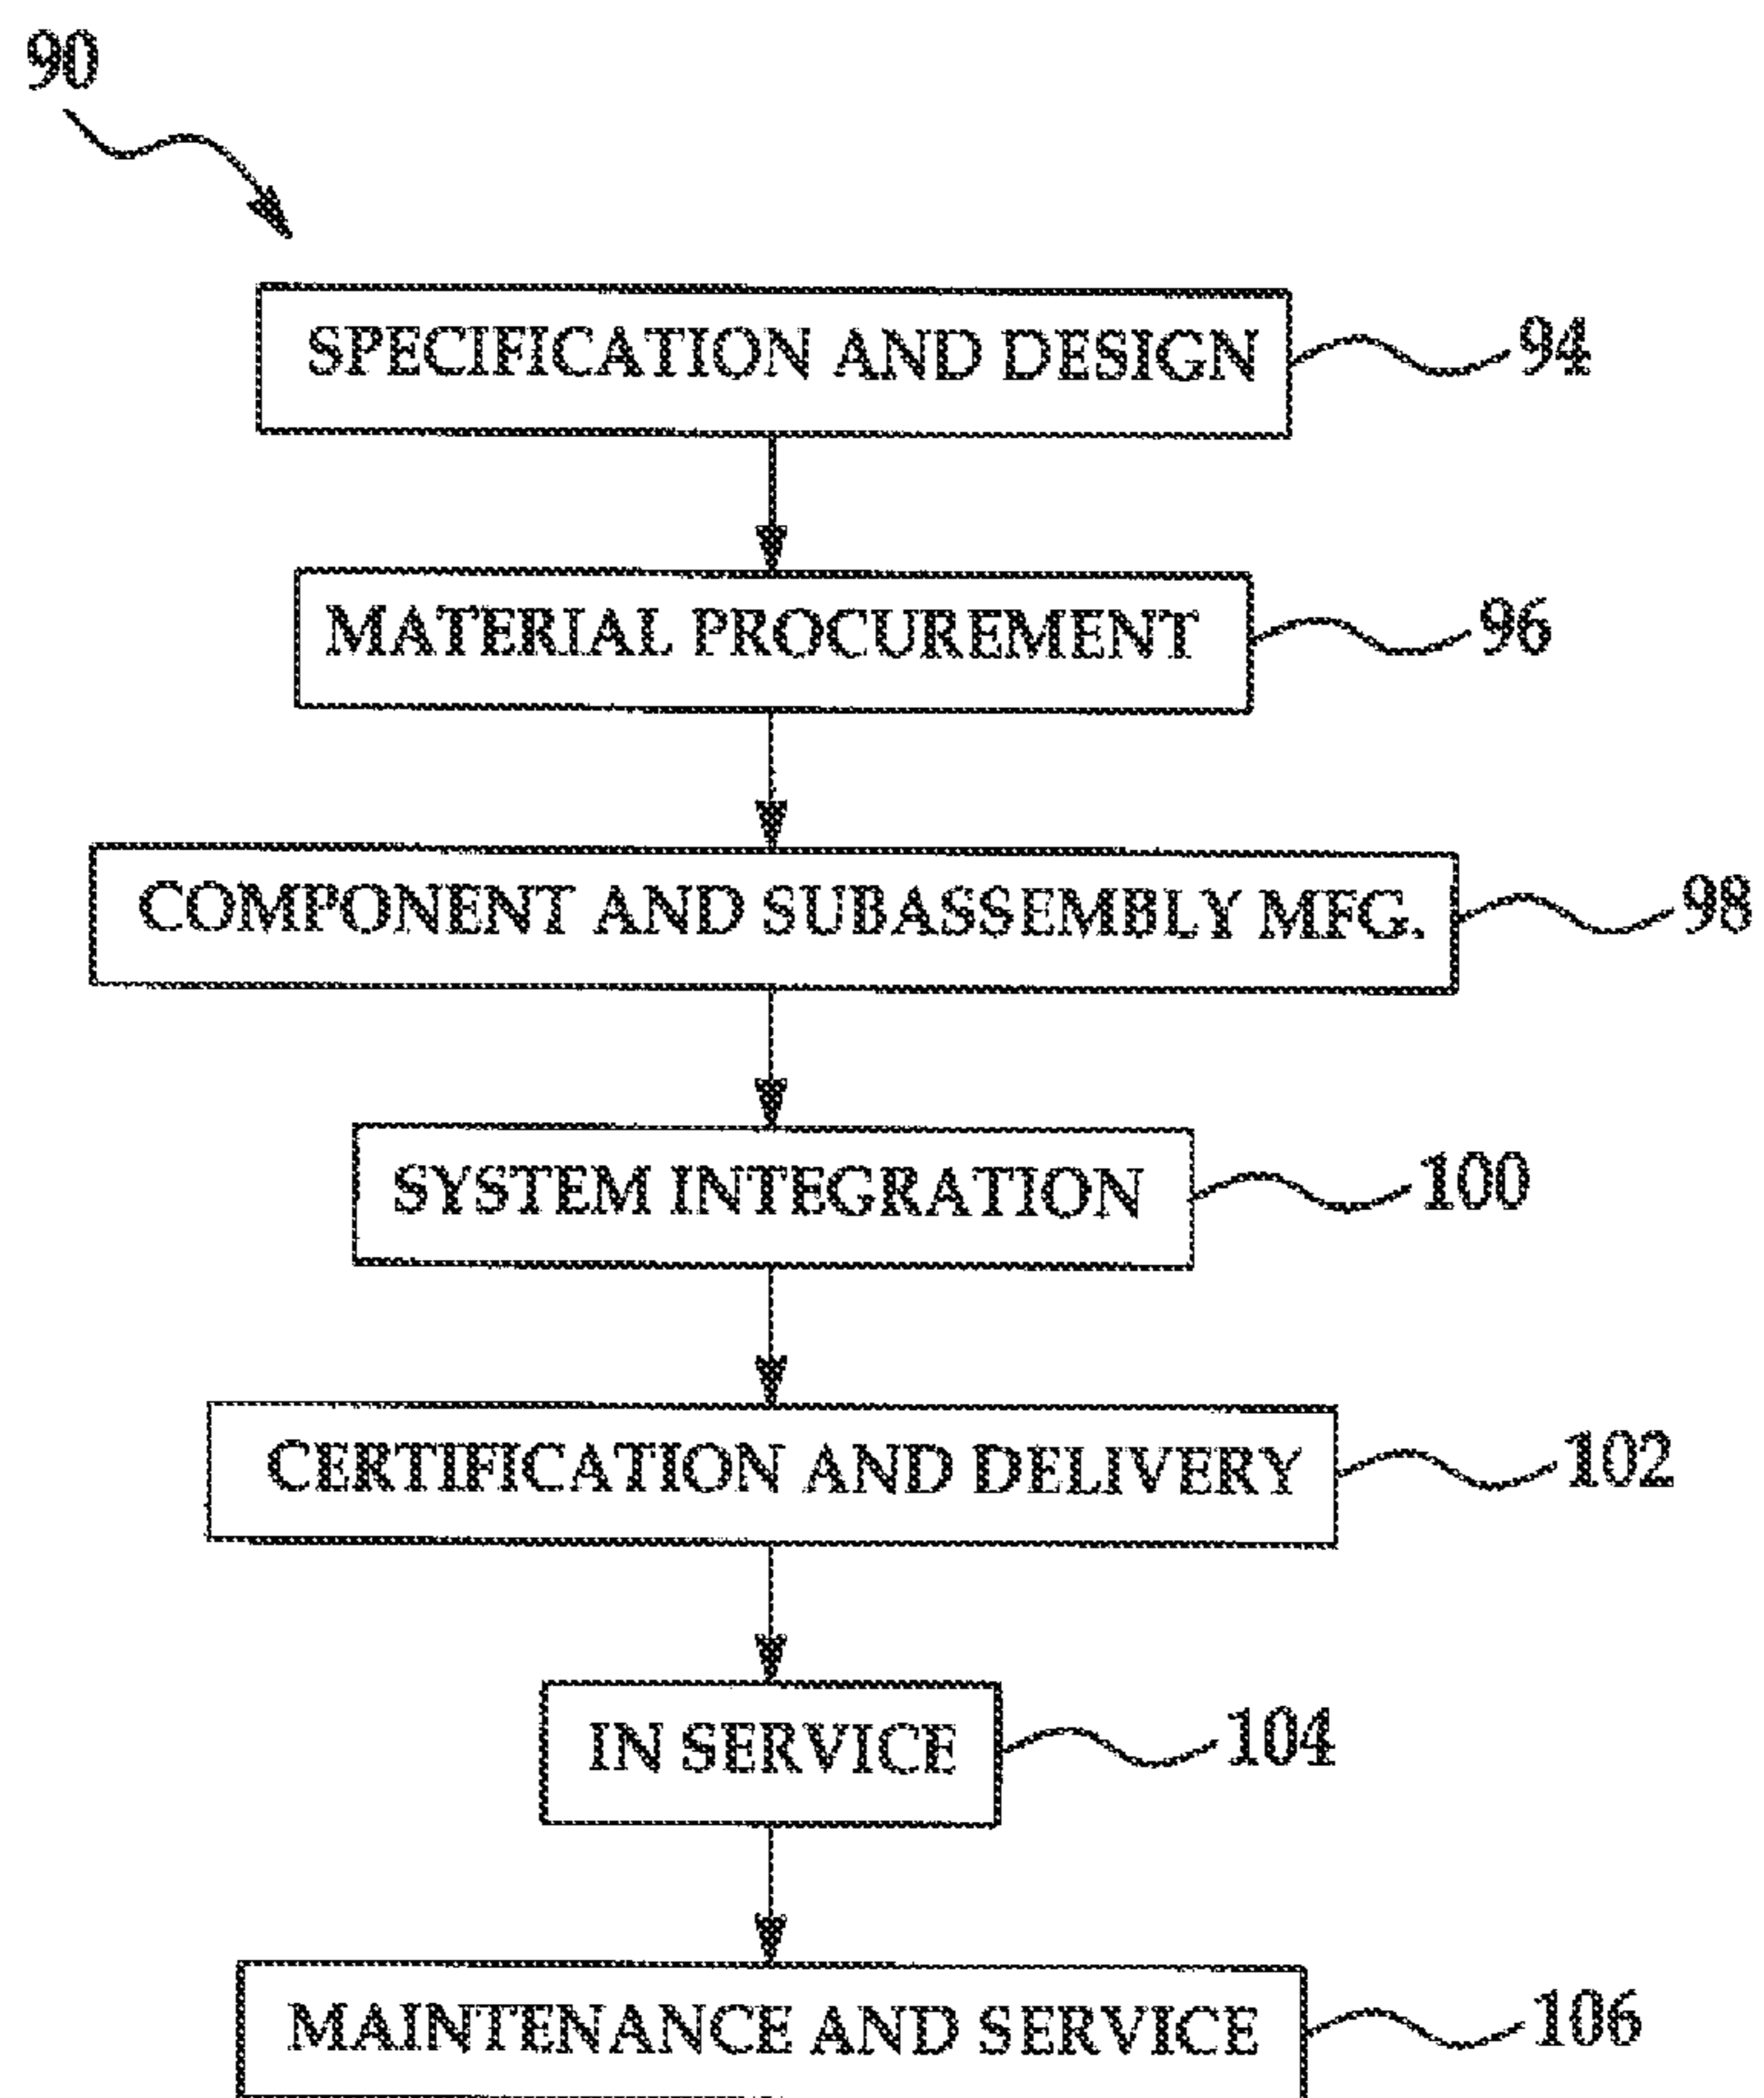 90
SPECIFICATION AND DESIGN 94
MATERIAL PROCUREMENT 96
COMPONENT AND SUBASSEMBLY MFG. 98
SYSTEM INTEGRATION 100
CERTIFICATION AND DELIVERY 102
IN SERVICE 104
MAINTENANCE AND SERVICE 106